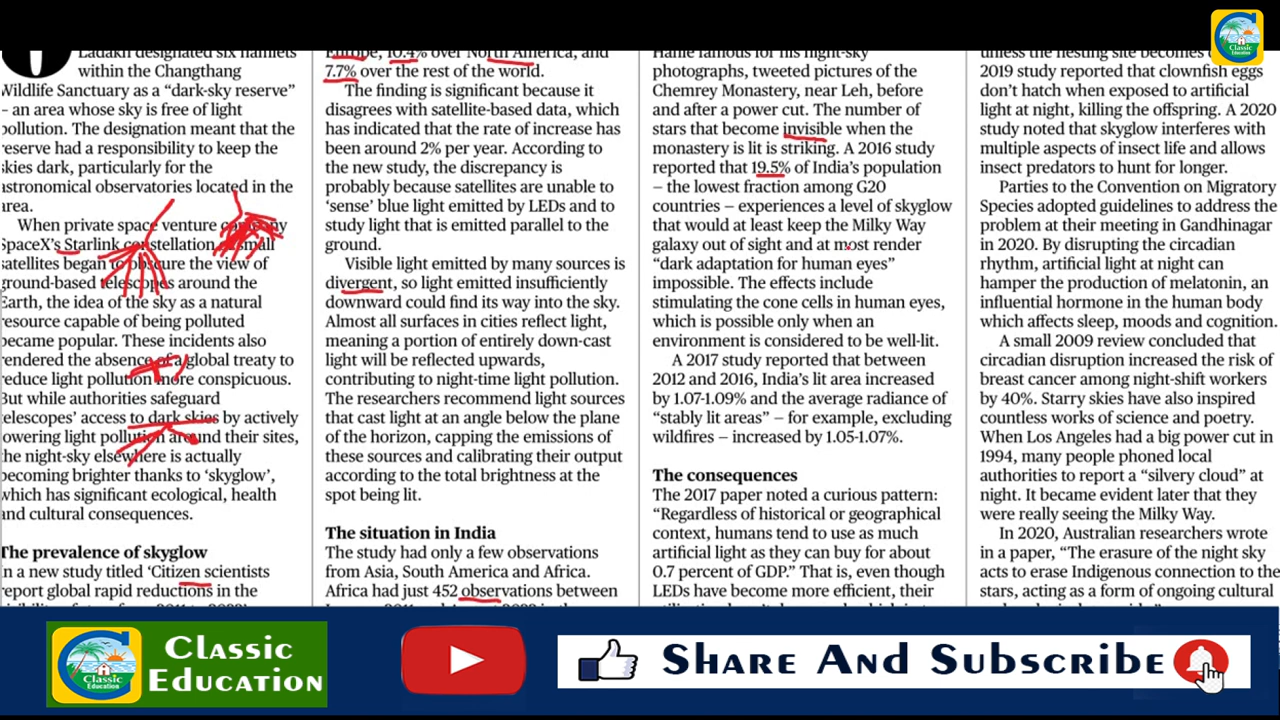 Ladakh designated six hamlets
within the Changthang
Wildlife Sanctuary as a “dark-sky reserve”
– an area whose sky is free of light
pollution. The designation meant that the
reserve had a responsibility to keep the
skies dark, particularly for the
astronomical observatories located in the
area.
When private space venture company
SpaceX’s Starlink constellation small
satellites began to obscure the view of
ground-based telescopes around the
Earth, the idea of the sky as a natural
resource capable of being polluted
became popular. These incidents also
rendered the absence of a global treaty to
reduce light pollution more conspicuous.
But while authorities safeguard
telescopes’ access to dark skies by actively
lowering light pollution around their sites,
the night-sky elsewhere is actually
becoming brighter thanks to ‘skyglow’,
which has significant ecological, health
and cultural consequences.
The prevalence of skyglow
In a new study titled ‘Citizen scientists
report global rapid reductions in the
Europe, 10.4% over North America, and
7.7% over the rest of the world.
The finding is significant because it
disagrees with satellite-based data, which
has indicated that the rate of increase has
been around 2% per year. According to
the new study, the discrepancy is
probably because satellites are unable to
‘sense’ blue light emitted by LEDs and to
study light that is emitted parallel to the
ground.
Visible light emitted by many sources is
divergent, so light emitted insufficiently
downward could find its way into the sky.
Almost all surfaces in cities reflect light,
meaning a portion of entirely down-cast
light will be reflected upwards,
contributing to night-time light pollution.
The researchers recommend light sources
that cast light at an angle below the plane
of the horizon, capping the emissions of
these sources and calibrating their output
according to the total brightness at the
spot being lit.
The situation in India
The study had only a few observations
from Asia, South America and Africa.
Africa had just 452 observations between
Hanle famous for his night-sky
photographs, tweeted pictures of the
Chemrey Monastery, near Leh, before
and after a power cut. The number of
stars that become invisible when the
monastery is lit is striking. A 2016 study
reported that 19.5% of India’s population
– the lowest fraction among G20
countries – experiences a level of skyglow
that would at least keep the Milky Way
galaxy out of sight and at most render
“dark adaptation for human eyes”
impossible. The effects include
stimulating the cone cells in human eyes,
which is possible only when an
environment is considered to be well-lit.
A 2017 study reported that between
2012 and 2016, India’s lit area increased
by 1.07-1.09% and the average radiance of
“stably lit areas” – for example, excluding
wildfires – increased by 1.05-1.07%.
The consequences
The 2017 paper noted a curious pattern:
“Regardless of historical or geographical
context, humans tend to use as much
artificial light as they can buy for about
0.7 percent of GDP.” That is, even though
LEDs have become more efficient, their
unless the nesting site becomes
2019 study reported that clownfish eggs
don’t hatch when exposed to artificial
light at night, killing the offspring. A 2020
study noted that skyglow interferes with
multiple aspects of insect life and allows
insect predators to hunt for longer.
Parties to the Convention on Migratory
Species adopted guidelines to address the
problem at their meeting in Gandhinagar
in 2020. By disrupting the circadian
rhythm, artificial light at night can
hamper the production of melatonin, an
influential hormone in the human body
which affects sleep, moods and cognition.
A small 2009 review concluded that
circadian disruption increased the risk of
breast cancer among night-shift workers
by 40%. Starry skies have also inspired
countless works of science and poetry.
When Los Angeles had a big power cut in
1994, many people phoned local
authorities to report a “silvery cloud” at
night. It became evident later that they
were really seeing the Milky Way.
In 2020, Australian researchers wrote
in a paper, “The erasure of the night sky
acts to erase Indigenous connection to the
stars, acting as a form of ongoing cultural
Classic
Education
Classic
Education
Classic
Education
Share And Subscribe